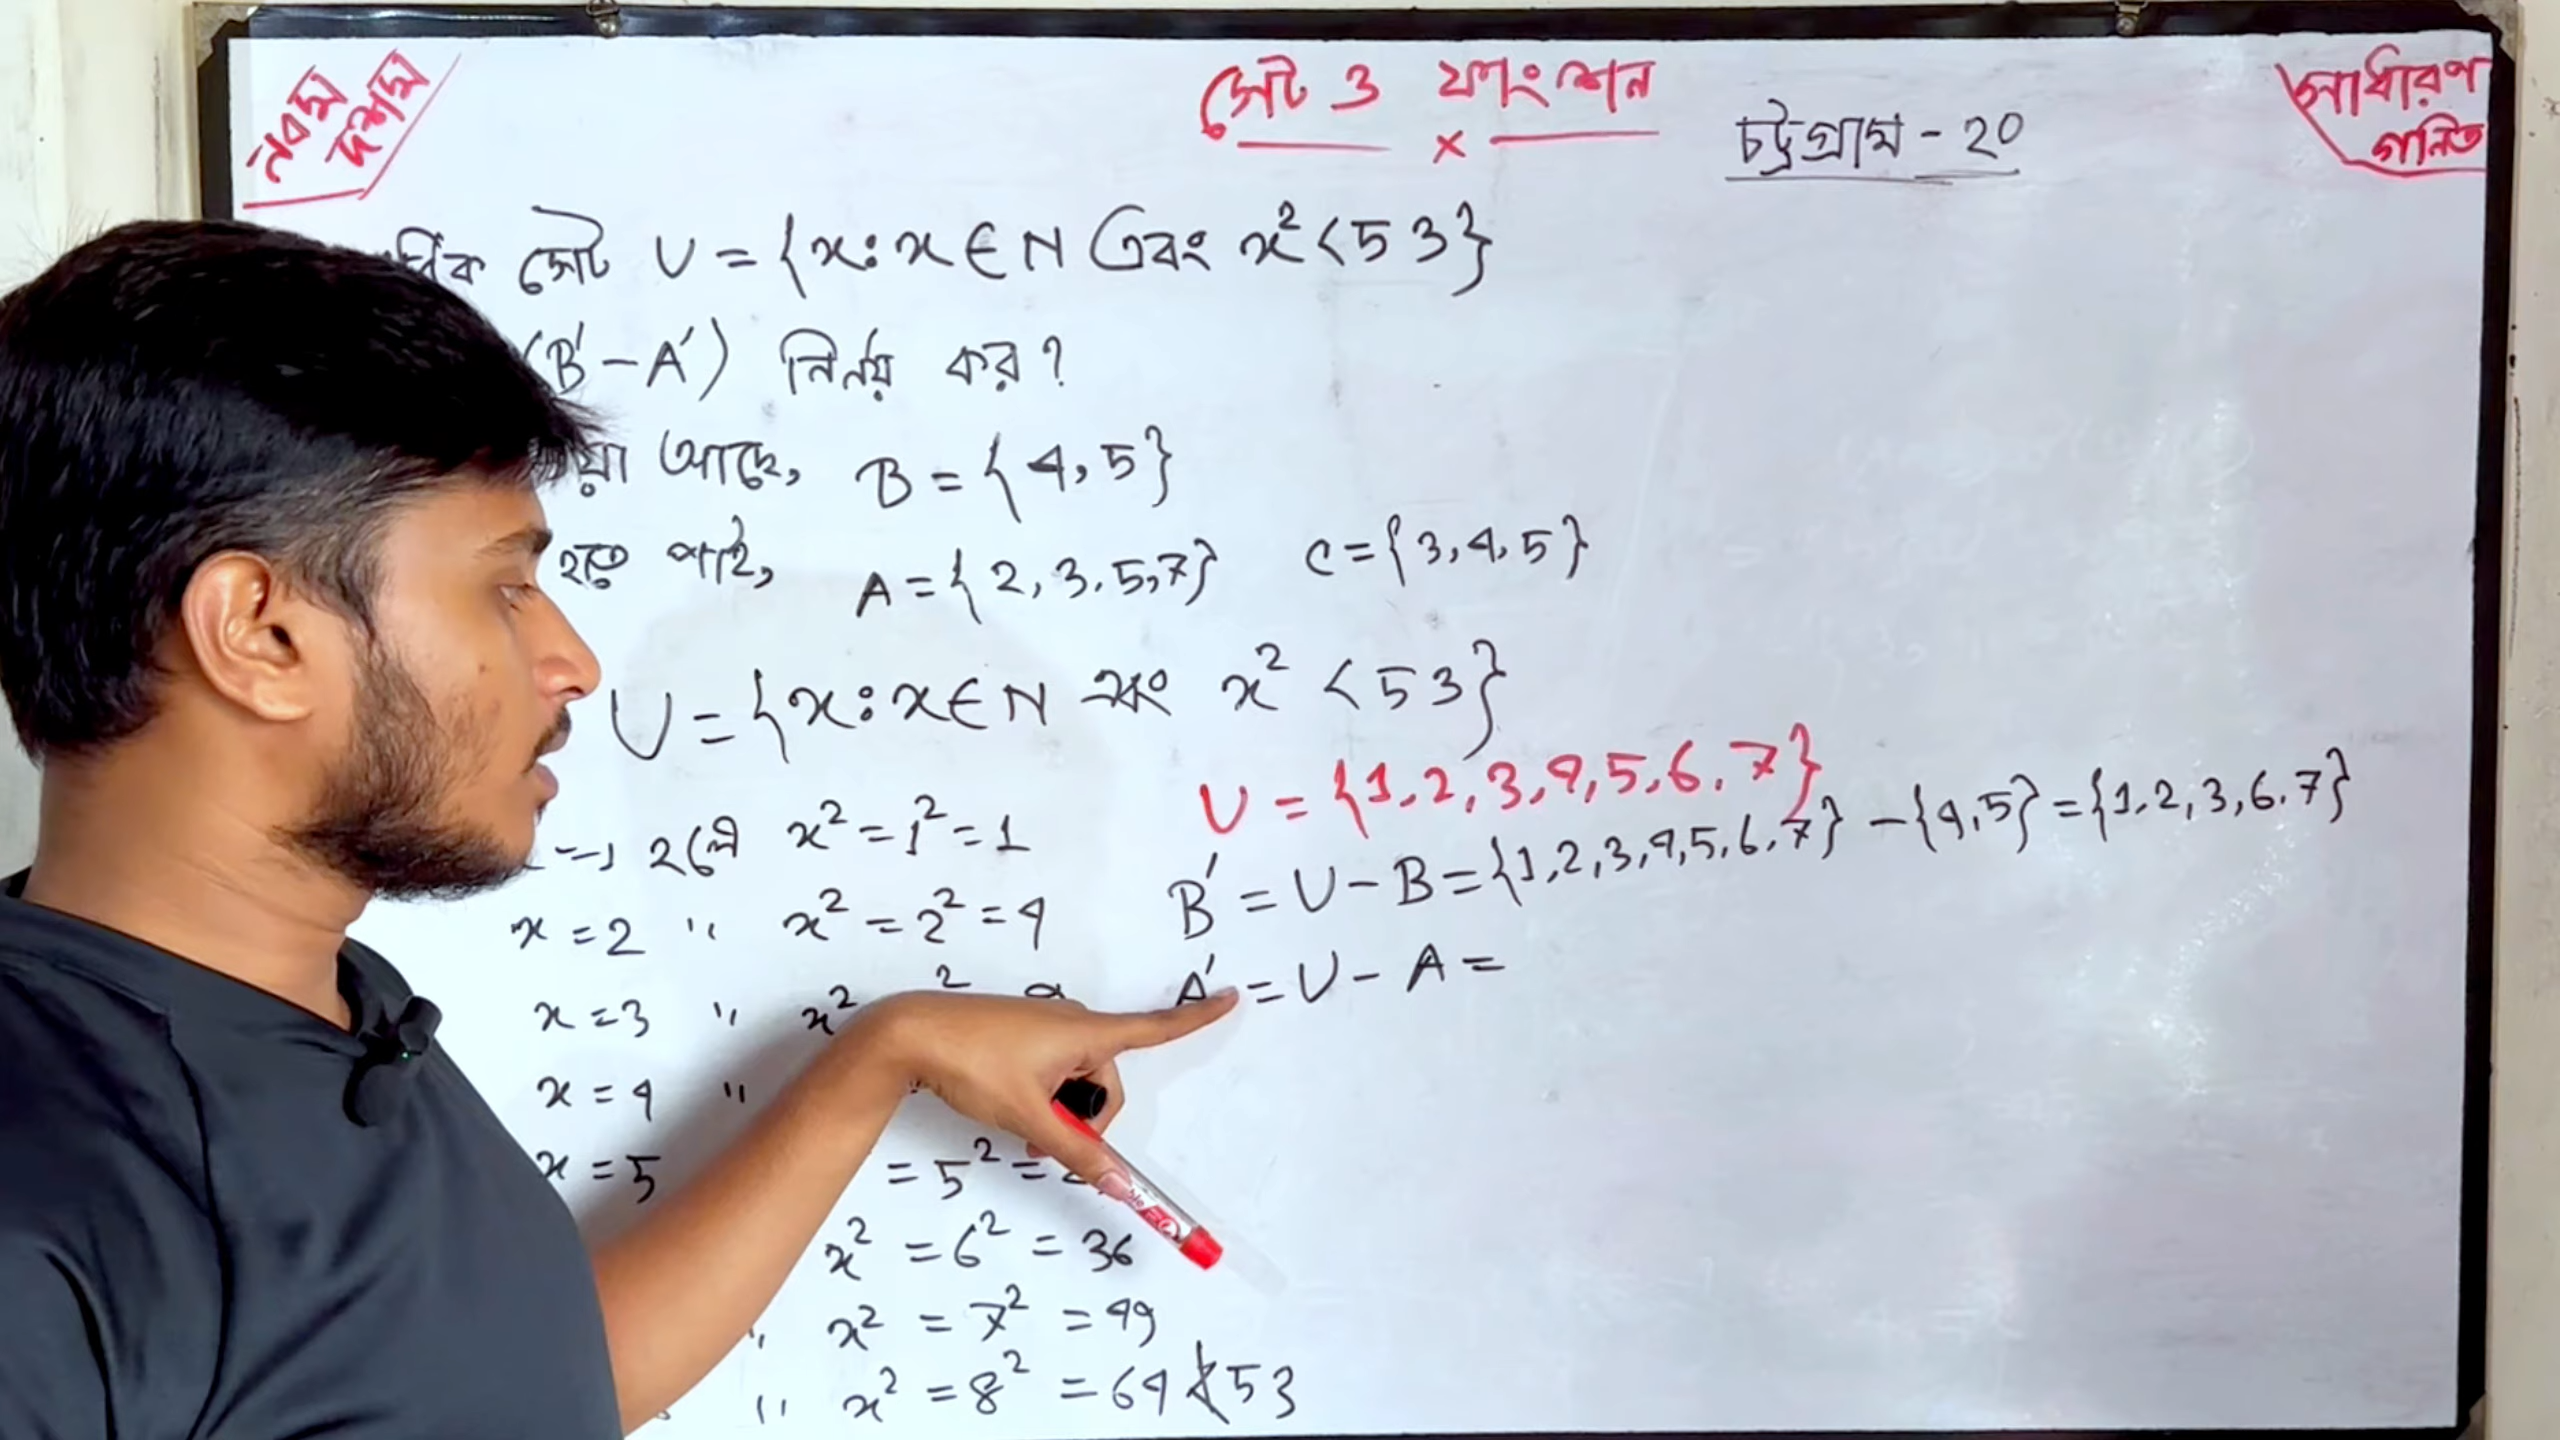 নবম
দশম
সেট ও ফাংশন
×
চট্রগ্রাম - 20
সাধারণ
গনিত
সেট U = {x : x ∈ N এবং x² < 53}
(B′ - A′) নির্নয় কর ?
আছে, B = {4, 5}
হতে পাই, A = {2, 3, 5, 7} C = {3, 4, 5}
U = {x : x ∈ N এবং x² < 53}
হলে x² = 1² = 1
x = 2 " x² = 2² = 4
x = 3 " x²
x = 4 "
x = 5 = 5² =
x² = 6² = 36
" x² = 7² = 49
" x² = 8² = 64 ≮ 53
U = {1, 2, 3, 4, 5, 6, 7}
B′ = U - B = {1, 2, 3, 4, 5, 6, 7} - {4, 5} = {1, 2, 3, 6, 7}
A′ = U - A =